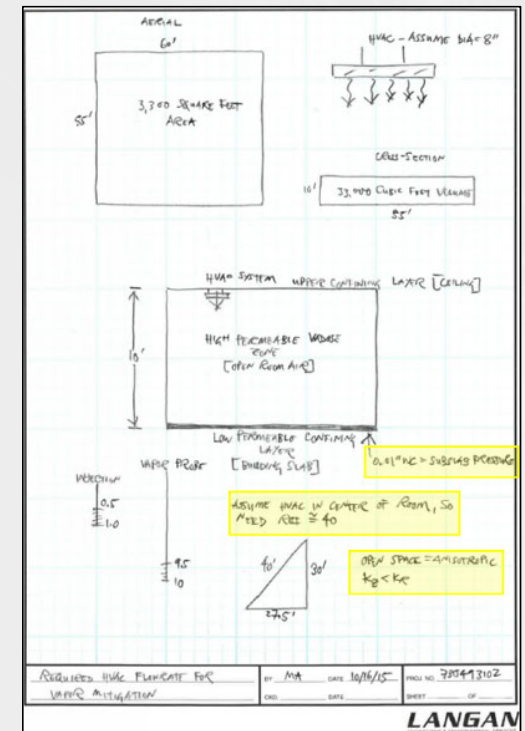 AERIAL
60'
HVAC - ASSUME DIA = 8"
55'
3,300 SQUARE FEET
AREA
CROSS-SECTION
10'
33,000 CUBIC FOOT VOLUME
55'
HVAC SYSTEM
UPPER CONFINING LAYER [CEILING]
10'
HIGH PERMEABLE VADOSE
ZONE
[OPEN ROOM AIR]
LOW PERMEABLE CONFINING
LAYER
[BUILDING SLAB]
0.01" WC = SUBSLAB PRESSURE
INJECTION
VAPOR PROBE
0.5
1.0
9.5
10
ASSUME HVAC IN CENTER OF ROOM, SO
NEED ROI ≅ 40
40'
30'
27.5'
OPEN SPACE = ANISOTROPIC
Kz < Kr
REQUIRED HVAC FLOWRATE FOR
VAPOR MITIGATION
BY MA DATE 10/16/15 PROJ. NO. 750493102
CKD. DATE SHEET OF
LANGAN